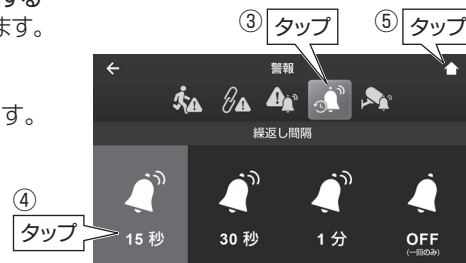 する
ます。
す。
③
タップ
⑤
タップ
警報
繰返し間隔
④
タップ
15 秒
30 秒
1 分
OFF
(一回のみ)